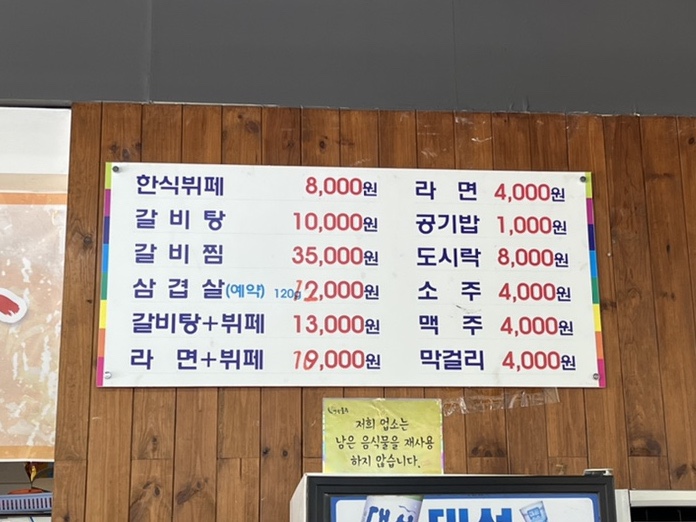 한식뷔페 8,000원
갈비탕 10,000원
갈비찜 35,000원
삼겹살(예약) 120g 12,000원
갈비탕+뷔페 13,000원
라 면+뷔페 10,000원
라 면 4,000원
공기밥 1,000원
도시락 8,000원
소 주 4,000원
맥 주 4,000원
막걸리 4,000원
저희 업소는
남은 음식물을 재사용
하지 않습니다.
대선 대선